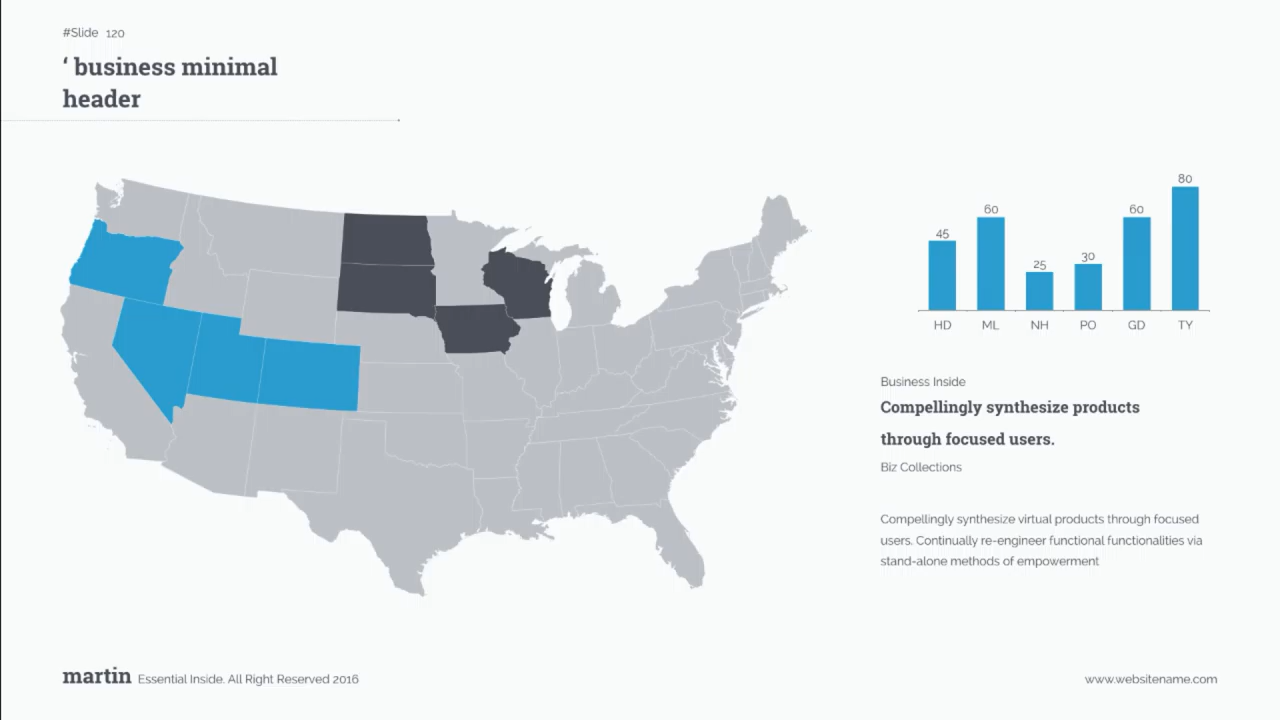 #Slide 120
‘ business minimal
header
80
60
60
45
30
25
HD ML NH PO GD TY
Business Inside
Compellingly synthesize products
through focused users.
Biz Collections
Compellingly synthesize virtual products through focused
users. Continually re-engineer functional functionalities via
stand-alone methods of empowerment
martin Essential Inside. All Right Reserved 2016
www.websitename.com